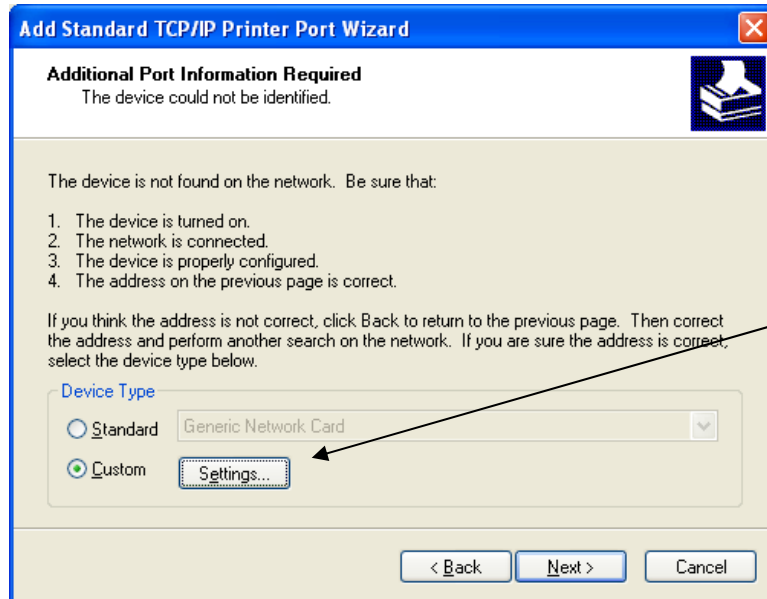 Add Standard TCP/IP Printer Port Wizard
Additional Port Information Required
The device could not be identified.
The device is not found on the network.  Be sure that:
1.  The device is turned on.
2.  The network is connected.
3.  The device is properly configured.
4.  The address on the previous page is correct.
If you think the address is not correct, click Back to return to the previous page.  Then correct
the address and perform another search on the network.  If you are sure the address is correct,
select the device type below.
Device Type
Standard Generic Network Card
Custom Settings...
< Back Next > Cancel